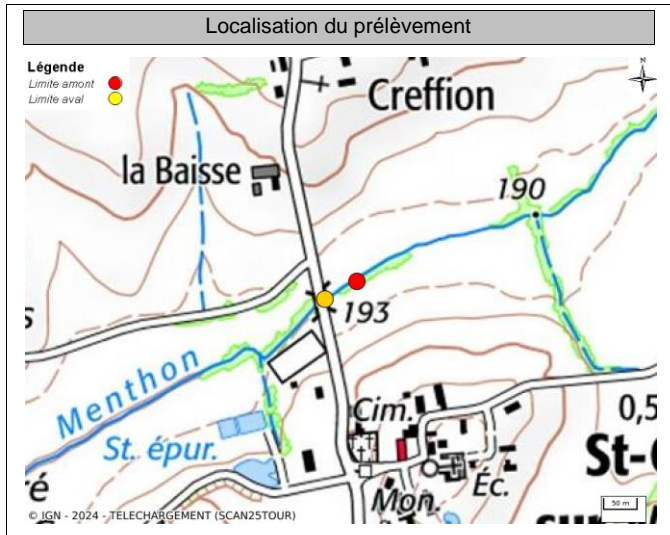 Localisation du prélèvement
Légende
Limite amont
Limite aval
N
Creffion
la Baisse
190
193
Menthon
St. épur.
Cim.
0,5
St-
Éc.
Mon.
50 m
© IGN - 2024 - TELECHARGEMENT (SCAN25TOUR)